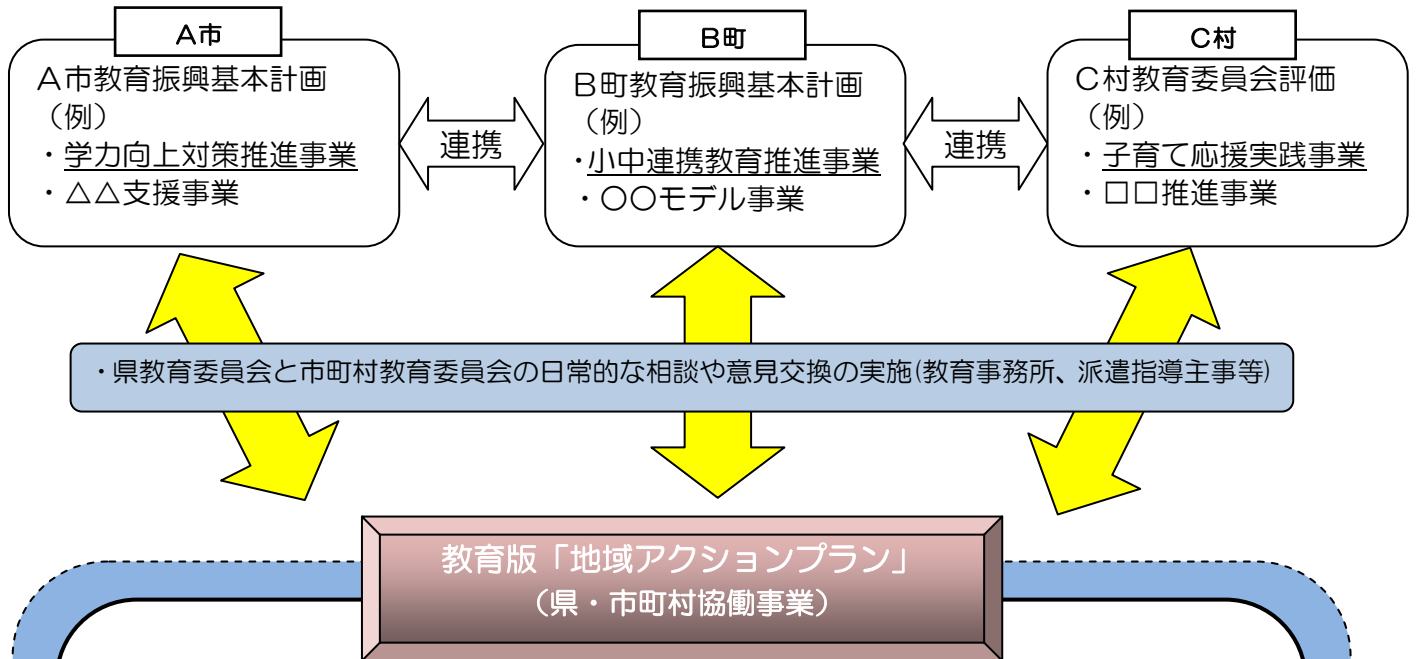 A市
A市教育振興基本計画
(例)
・学力向上対策推進事業
・△△支援事業
連携
B町
B町教育振興基本計画
(例)
・小中連携教育推進事業
・〇〇モデル事業
連携
C村
C村教育委員会評価
(例)
・子育て応援実践事業
・□□推進事業
・県教育委員会と市町村教育委員会の日常的な相談や意見交換の実施(教育事務所、派遣指導主事等)
教育版「地域アクションプラン」
(県・市町村協働事業)